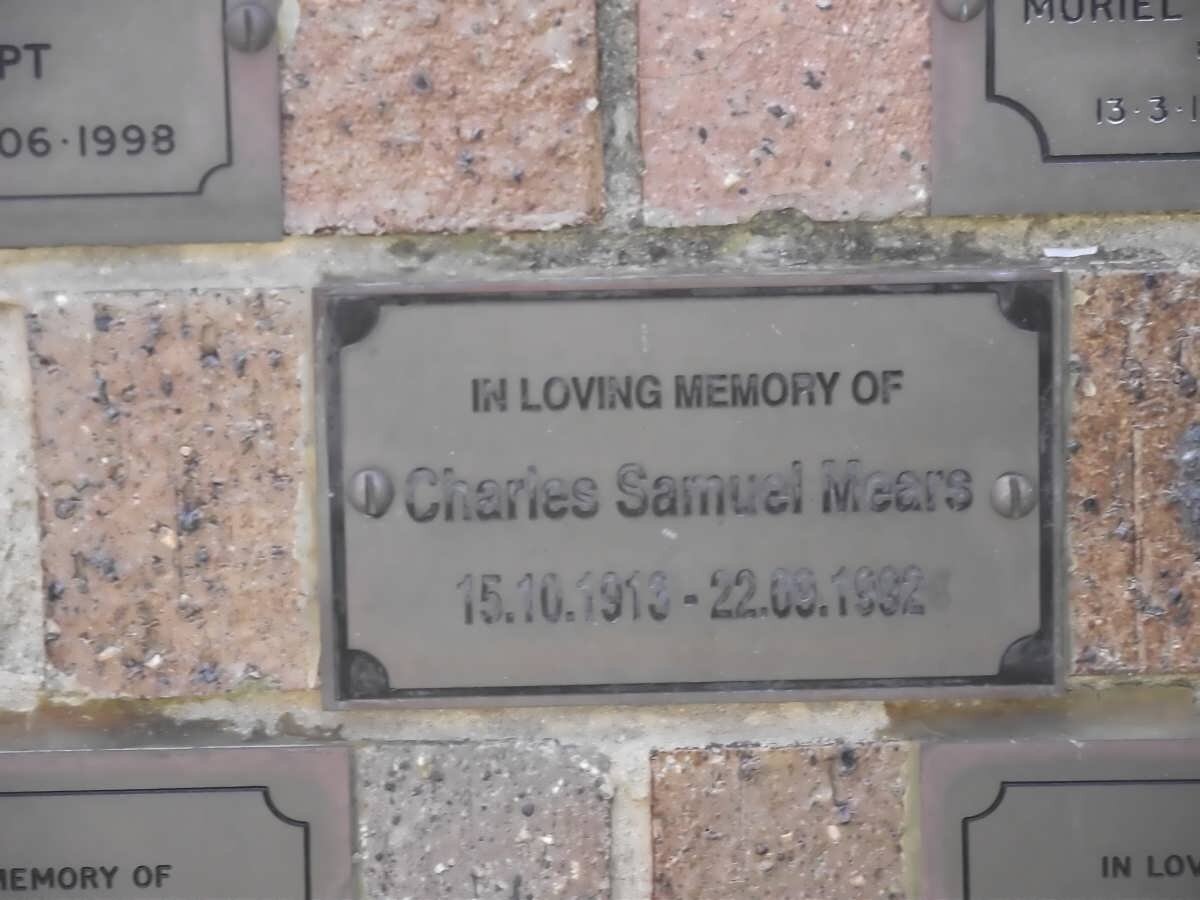 PT
06·1998
MURIEL
13·3·1
IN LOVING MEMORY OF
Charles Samuel Mears
15.10.1913 - 22.09.1992
MEMORY OF
IN LOV